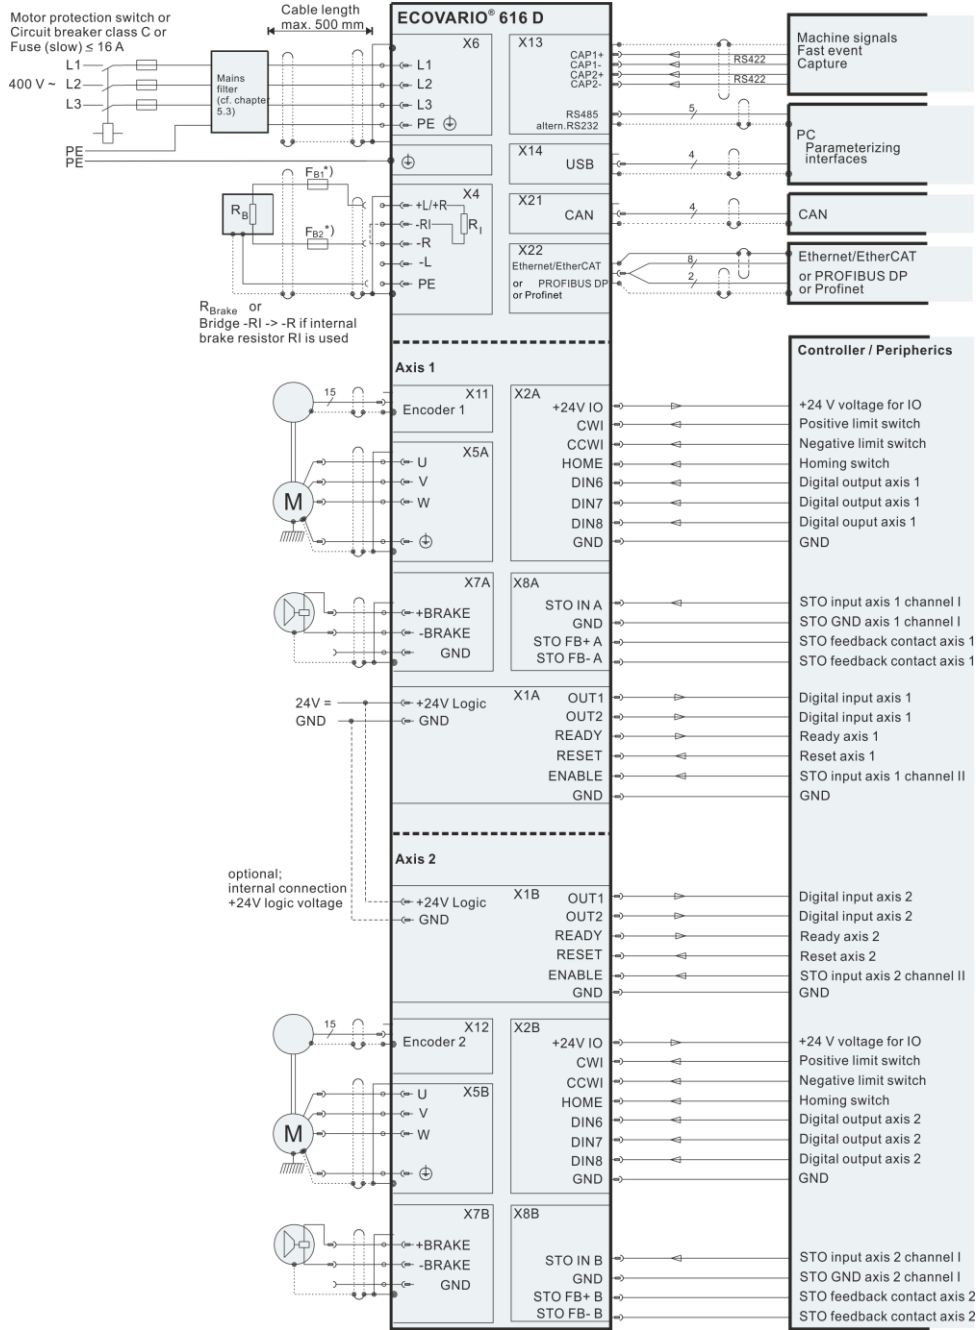 Motor protection switch or
Circuit breaker class C or
Fuse (slow) ≤ 16 A
Cable length
max. 500 mm
L1
400 V ~ L2
L3
PE
PE
Mains
filter
(cf. chapter
5.3)
ECOVARIO® 616 D
X6
L1
L2
L3
PE
X13
CAP1+
CAP1-
CAP2+
CAP2-
RS422
RS422
Machine signals
Fast event
Capture
RS485
altern.RS232
5
PC
Parameterizing
interfaces
X14
USB
4
FB1*)
RB
FB2*)
X4
+L/+R
-RI
RI
-R
-L
PE
X21
CAN
4
CAN
X22
Ethernet/EtherCAT
or PROFIBUS DP
or Profinet
8
2
Ethernet/EtherCAT
or PROFIBUS DP
or Profinet
RBrake or
Bridge -RI -> -R if internal
brake resistor RI is used
Controller / Peripherics
Axis 1
15
X11
Encoder 1
X5A
U
V
W
M
X2A
+24V IO
CWI
CCWI
HOME
DIN6
DIN7
DIN8
GND
+24 V voltage for IO
Positive limit switch
Negative limit switch
Homing switch
Digital output axis 1
Digital output axis 1
Digital ouput axis 1
GND
X7A
+BRAKE
-BRAKE
GND
X8A
STO IN A
GND
STO FB+ A
STO FB- A
STO input axis 1 channel I
STO GND axis 1 channel I
STO feedback contact axis 1
STO feedback contact axis 1
24V =
GND
+24V Logic
GND
X1A
OUT1
OUT2
READY
RESET
ENABLE
GND
Digital input axis 1
Digital input axis 1
Ready axis 1
Reset axis 1
STO input axis 1 channel II
GND
Axis 2
optional;
internal connection
+24V logic voltage
+24V Logic
GND
X1B
OUT1
OUT2
READY
RESET
ENABLE
GND
Digital input axis 2
Digital input axis 2
Ready axis 2
Reset axis 2
STO input axis 2 channel II
GND
15
X12
Encoder 2
X5B
U
V
W
M
X2B
+24V IO
CWI
CCWI
HOME
DIN6
DIN7
DIN8
GND
+24 V voltage for IO
Positive limit switch
Negative limit switch
Homing switch
Digital output axis 2
Digital output axis 2
Digital output axis 2
GND
X7B
+BRAKE
-BRAKE
GND
X8B
STO IN B
GND
STO FB+ B
STO FB- B
STO input axis 2 channel I
STO GND axis 2 channel I
STO feedback contact axis 2
STO feedback contact axis 2